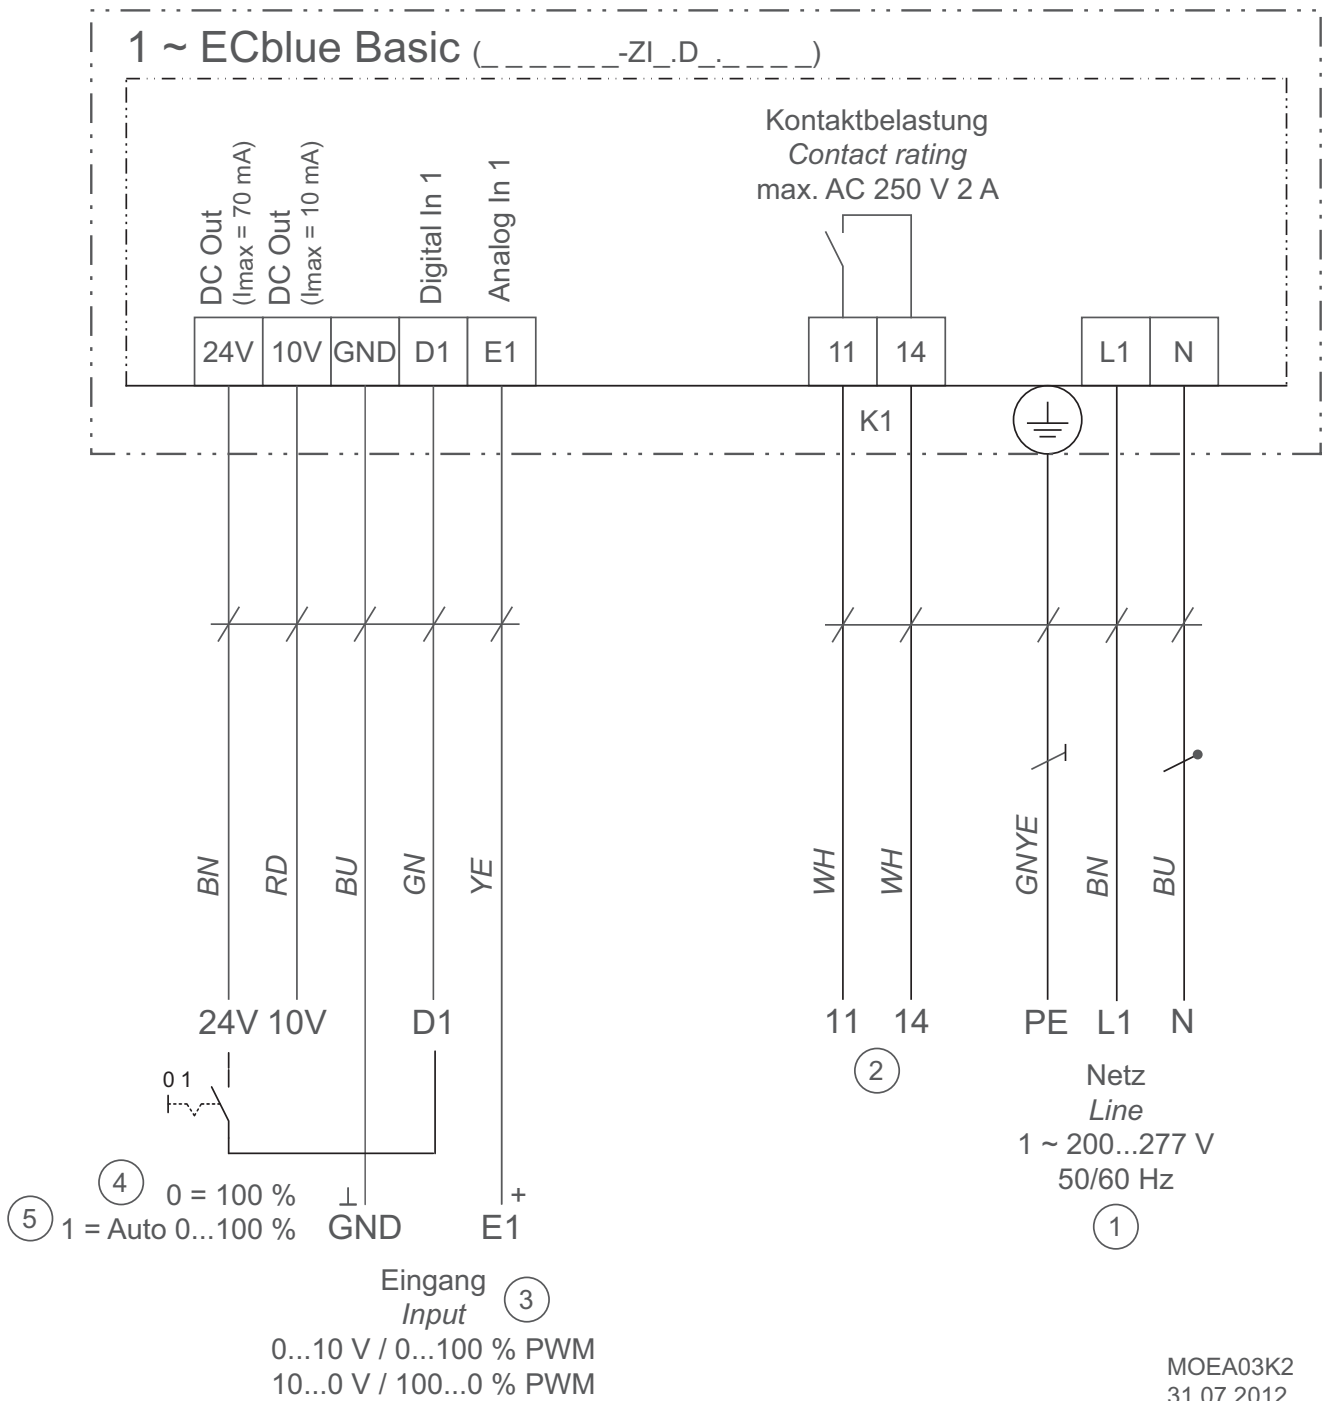 1 ~ ECblue Basic (_ _ _ _ _ _-ZI_.D_._ _ _ _)
Kontaktbelastung
Contact rating
max. AC 250 V 2 A
DC Out
(Imax = 70 mA)
DC Out
(Imax = 10 mA)
Digital In 1
Analog In 1
24V 10V GND D1 E1 11 14 L1 N
K1
BN RD BU GN YE WH WH GNYE BN BU
24V 10V D1 11 14 PE L1 N
2
0 1
Netz
Line
1 ~ 200...277 V
50/60 Hz
1
4 0 = 100 %
5 1 = Auto 0...100 %
⊥ +
GND E1
Eingang
Input
3
0...10 V / 0...100 % PWM
10...0 V / 100...0 % PWM
MOEA03K2
31.07.2012